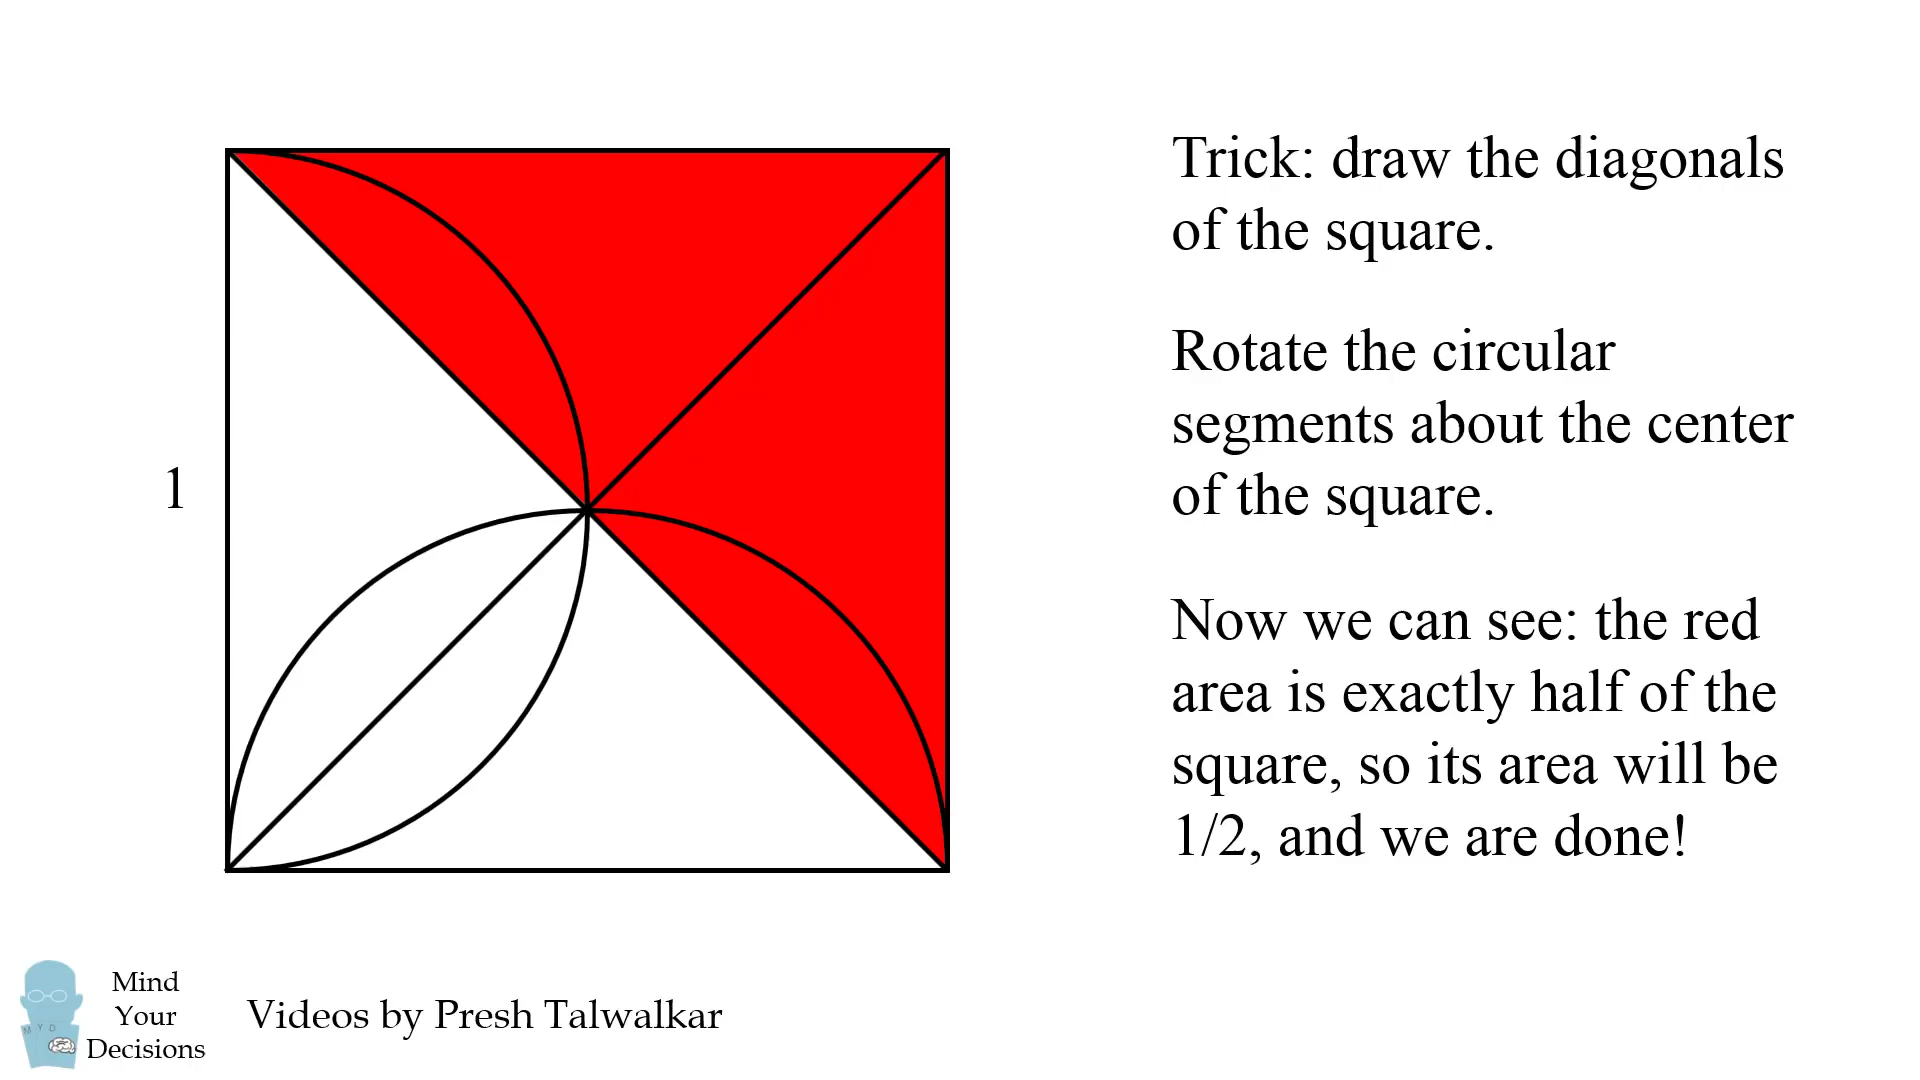 Trick: draw the diagonals
of the square.
Rotate the circular
segments about the center
of the square.
1
Now we can see: the red
area is exactly half of the
square, so its area will be
1/2, and we are done!
Mind
Your
Decisions
M Y D
Videos by Presh Talwalkar